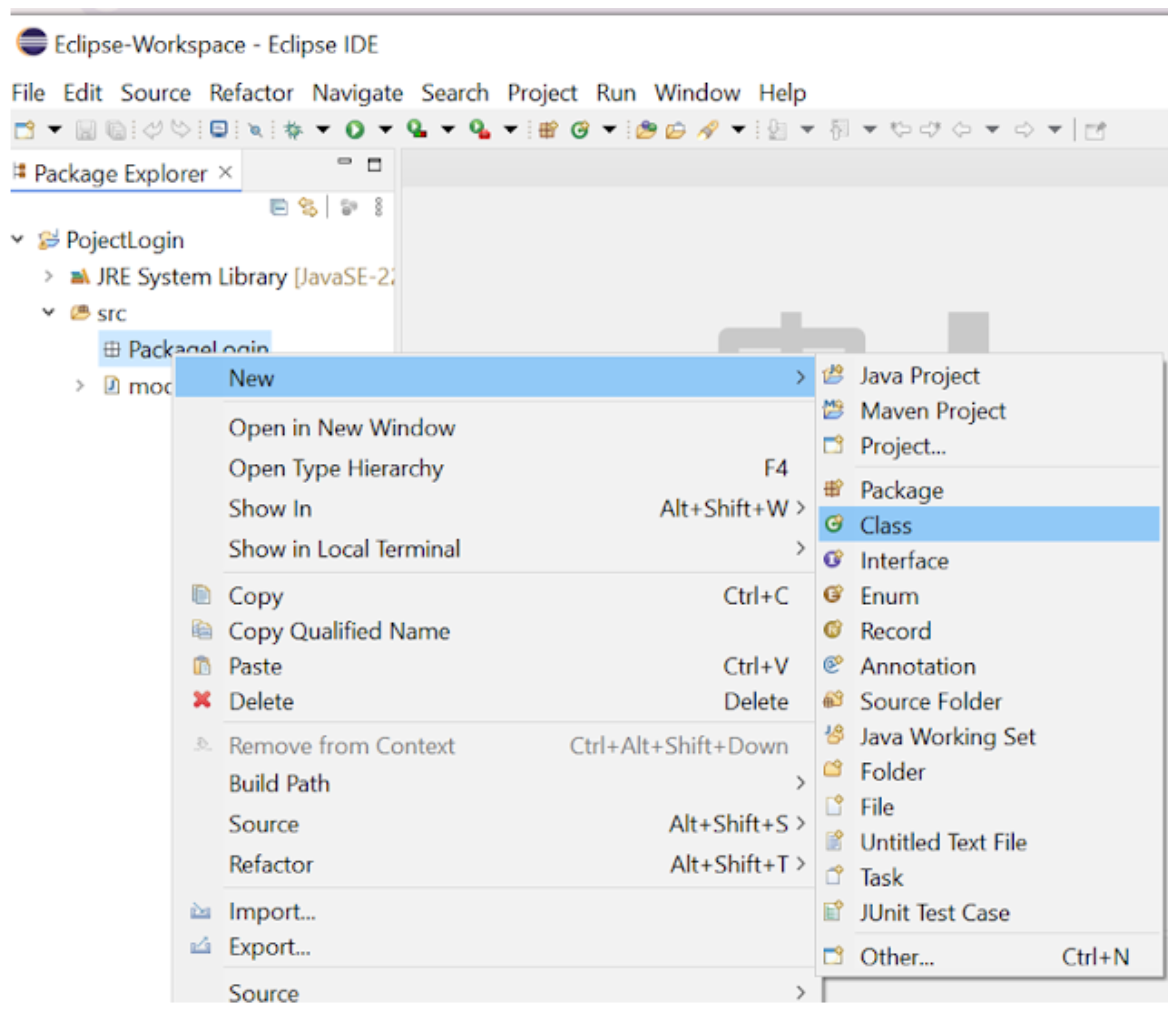 Eclipse-Workspace - Eclipse IDE
File Edit Source Refactor Navigate Search Project Run Window Help
Package Explorer
PojectLogin
JRE System Library [JavaSE-22
src
PackageLogin
New
Open in New Window
Open Type Hierarchy F4
Show In Alt+Shift+W
Show in Local Terminal
Copy Ctrl+C
Copy Qualified Name
Paste Ctrl+V
Delete Delete
Remove from Context Ctrl+Alt+Shift+Down
Build Path
Source Alt+Shift+S
Refactor Alt+Shift+T
Import...
Export...
Source
Java Project
Maven Project
Project...
Package
Class
Interface
Enum
Record
Annotation
Source Folder
Java Working Set
Folder
File
Untitled Text File
Task
JUnit Test Case
Other... Ctrl+N